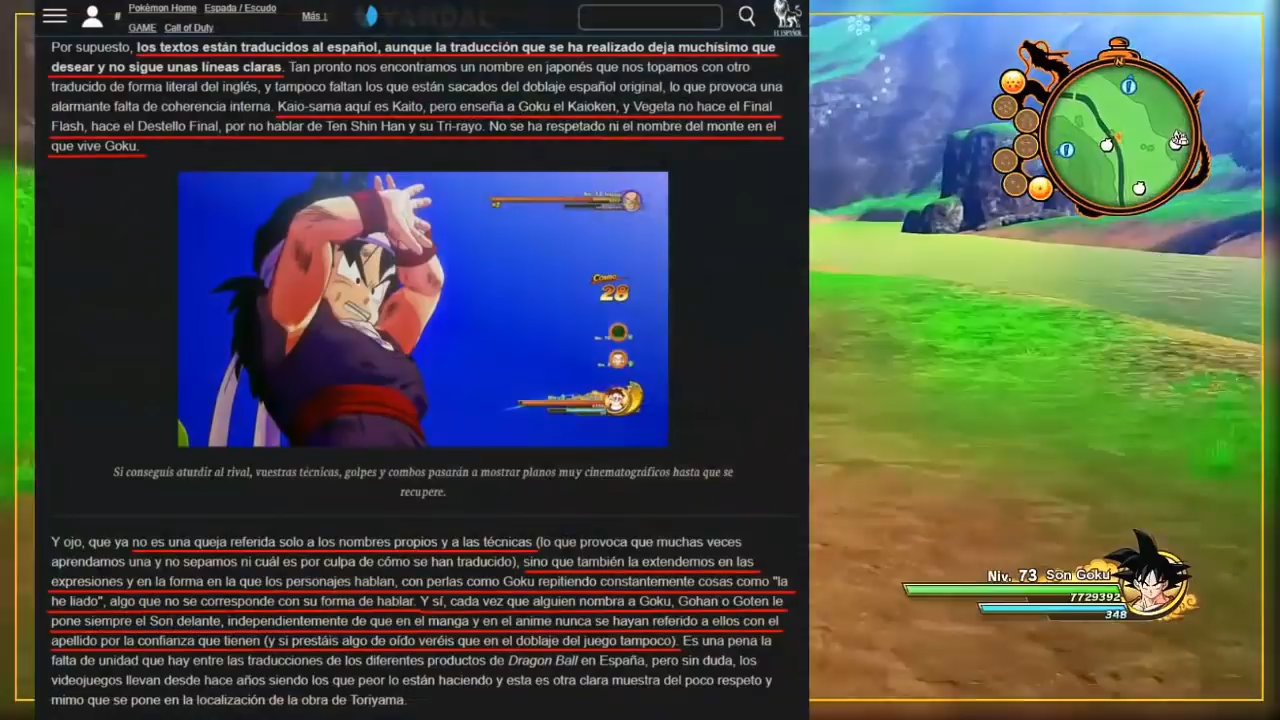 Pokémon Home Espada / Escudo
#
Más ↓
GAME Call of Duty
VANDAL
EL ESPAÑOL
Por supuesto, los textos están traducidos al español, aunque la traducción que se ha realizado deja muchísimo que
desear y no sigue unas líneas claras. Tan pronto nos encontramos un nombre en japonés que nos topamos con otro
traducido de forma literal del inglés, y tampoco faltan los que están sacados del doblaje español original, lo que provoca una
alarmante falta de coherencia interna. Kaio-sama aquí es Kaito, pero enseña a Goku el Kaioken, y Vegeta no hace el Final
Flash, hace el Destello Final, por no hablar de Ten Shin Han y su Tri-rayo. No se ha respetado ni el nombre del monte en el
que vive Goku.
N
28
Si conseguís aturdir al rival, vuestras técnicas, golpes y combos pasarán a mostrar planos muy cinematográficos hasta que se
recupere.
Y ojo, que ya no es una queja referida solo a los nombres propios y a las técnicas (lo que provoca que muchas veces
aprendamos una y no sepamos ni cuál es por culpa de cómo se han traducido), sino que también la extendemos en las
expresiones y en la forma en la que los personajes hablan, con perlas como Goku repitiendo constantemente cosas como "la
he liado", algo que no se corresponde con su forma de hablar. Y sí, cada vez que alguien nombra a Goku, Gohan o Goten le
pone siempre el Son delante, independientemente de que en el manga y en el anime nunca se hayan referido a ellos con el
apellido por la confianza que tienen (y si prestáis algo de oído veréis que en el doblaje del juego tampoco). Es una pena la
falta de unidad que hay entre las traducciones de los diferentes productos de Dragon Ball en España, pero sin duda, los
videojuegos llevan desde hace años siendo los que peor lo están haciendo y esta es otra clara muestra del poco respeto y
mimo que se pone en la localización de la obra de Toriyama.
Niv. 73 Son Goku
7729392
348